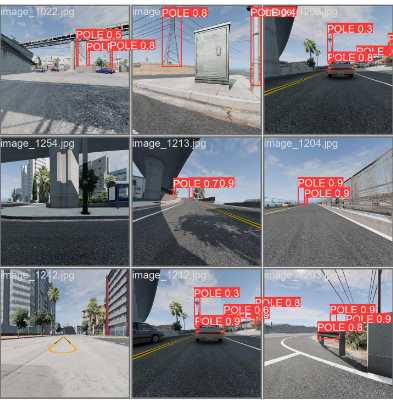 image_1022.jpg
POLE 0.5
POLE 0.8
POLE 0.8
image_1206.jpg
POLE 0.3
POLE 0.8
image_1254.jpg
image_1213.jpg
POLE 0.7
0.9
image_1204.jpg
POLE 0.9
POLE 0.9
image_1242.jpg
image_1212.jpg
POLE 0.3
POLE 0.9
POLE 0.8
POLE 0.9
POLE 0.9
POLE 0.8